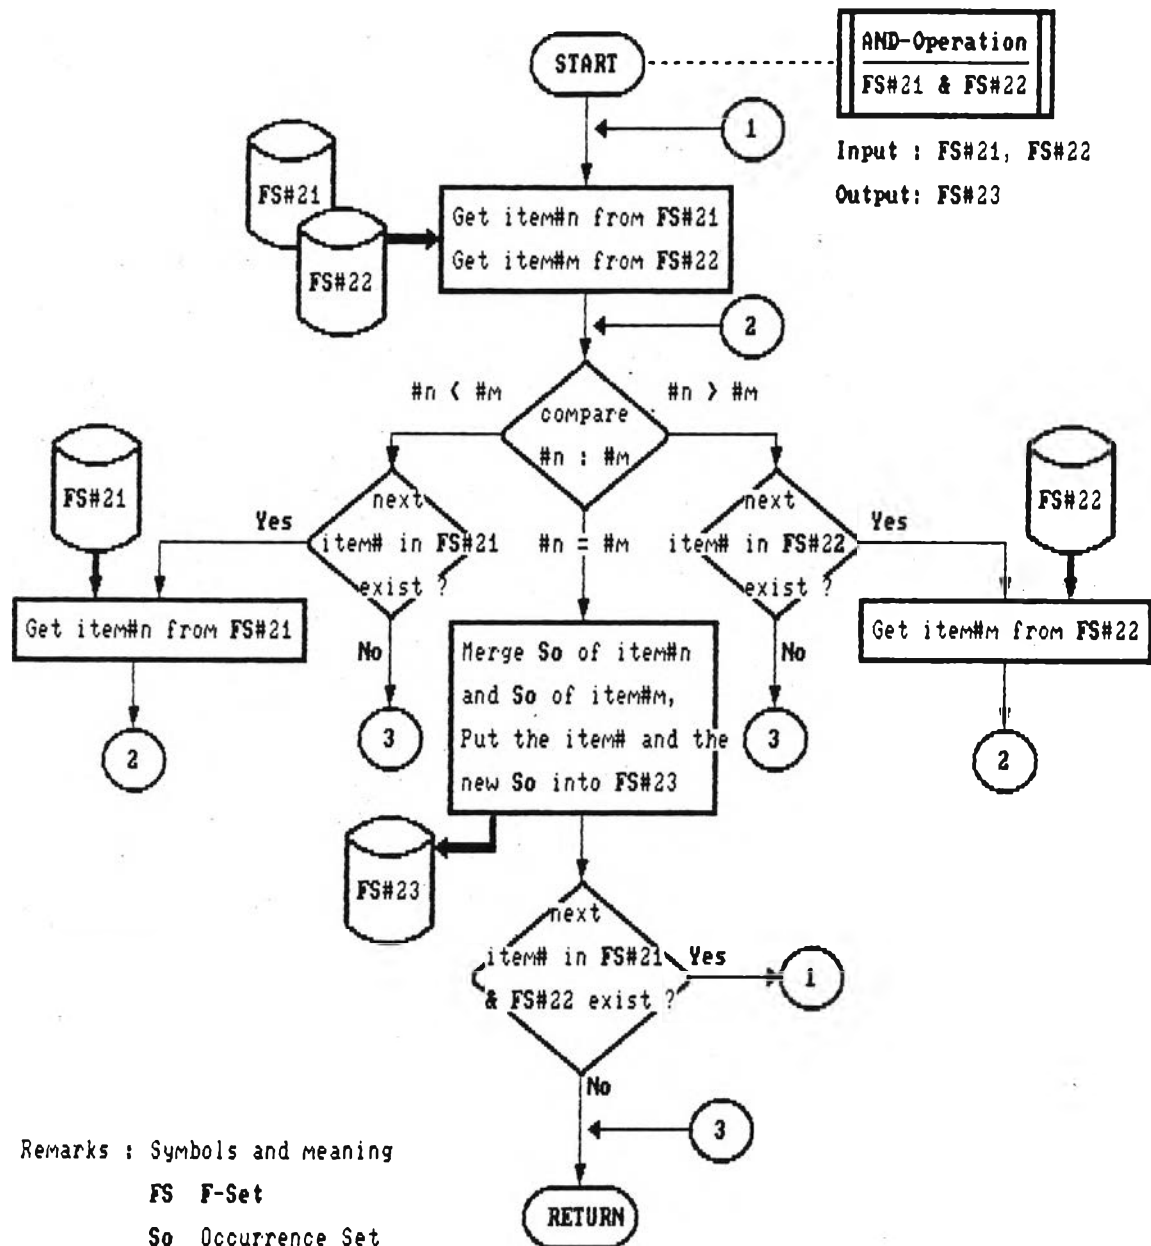 START
AND-Operation
FS#21 & FS#22
1
Input : FS#21, FS#22
Output: FS#23
FS#21
FS#22
Get item#n from FS#21
Get item#m from FS#22
2
#n < #m
#n > #m
compare
#n : #m
FS#21
Yes
next
item# in FS#21
exist ?
#n = #m
next
item# in FS#22
exist ?
Yes
FS#22
Get item#n from FS#21
No
Merge So of item#n
and So of item#m,
Put the item# and the
new So into FS#23
No
Get item#m from FS#22
2
3
3
2
FS#23
next
item# in FS#21
& FS#22 exist ?
Yes
1
No
3
RETURN
Remarks : Symbols and meaning
FS F-Set
So Occurrence Set